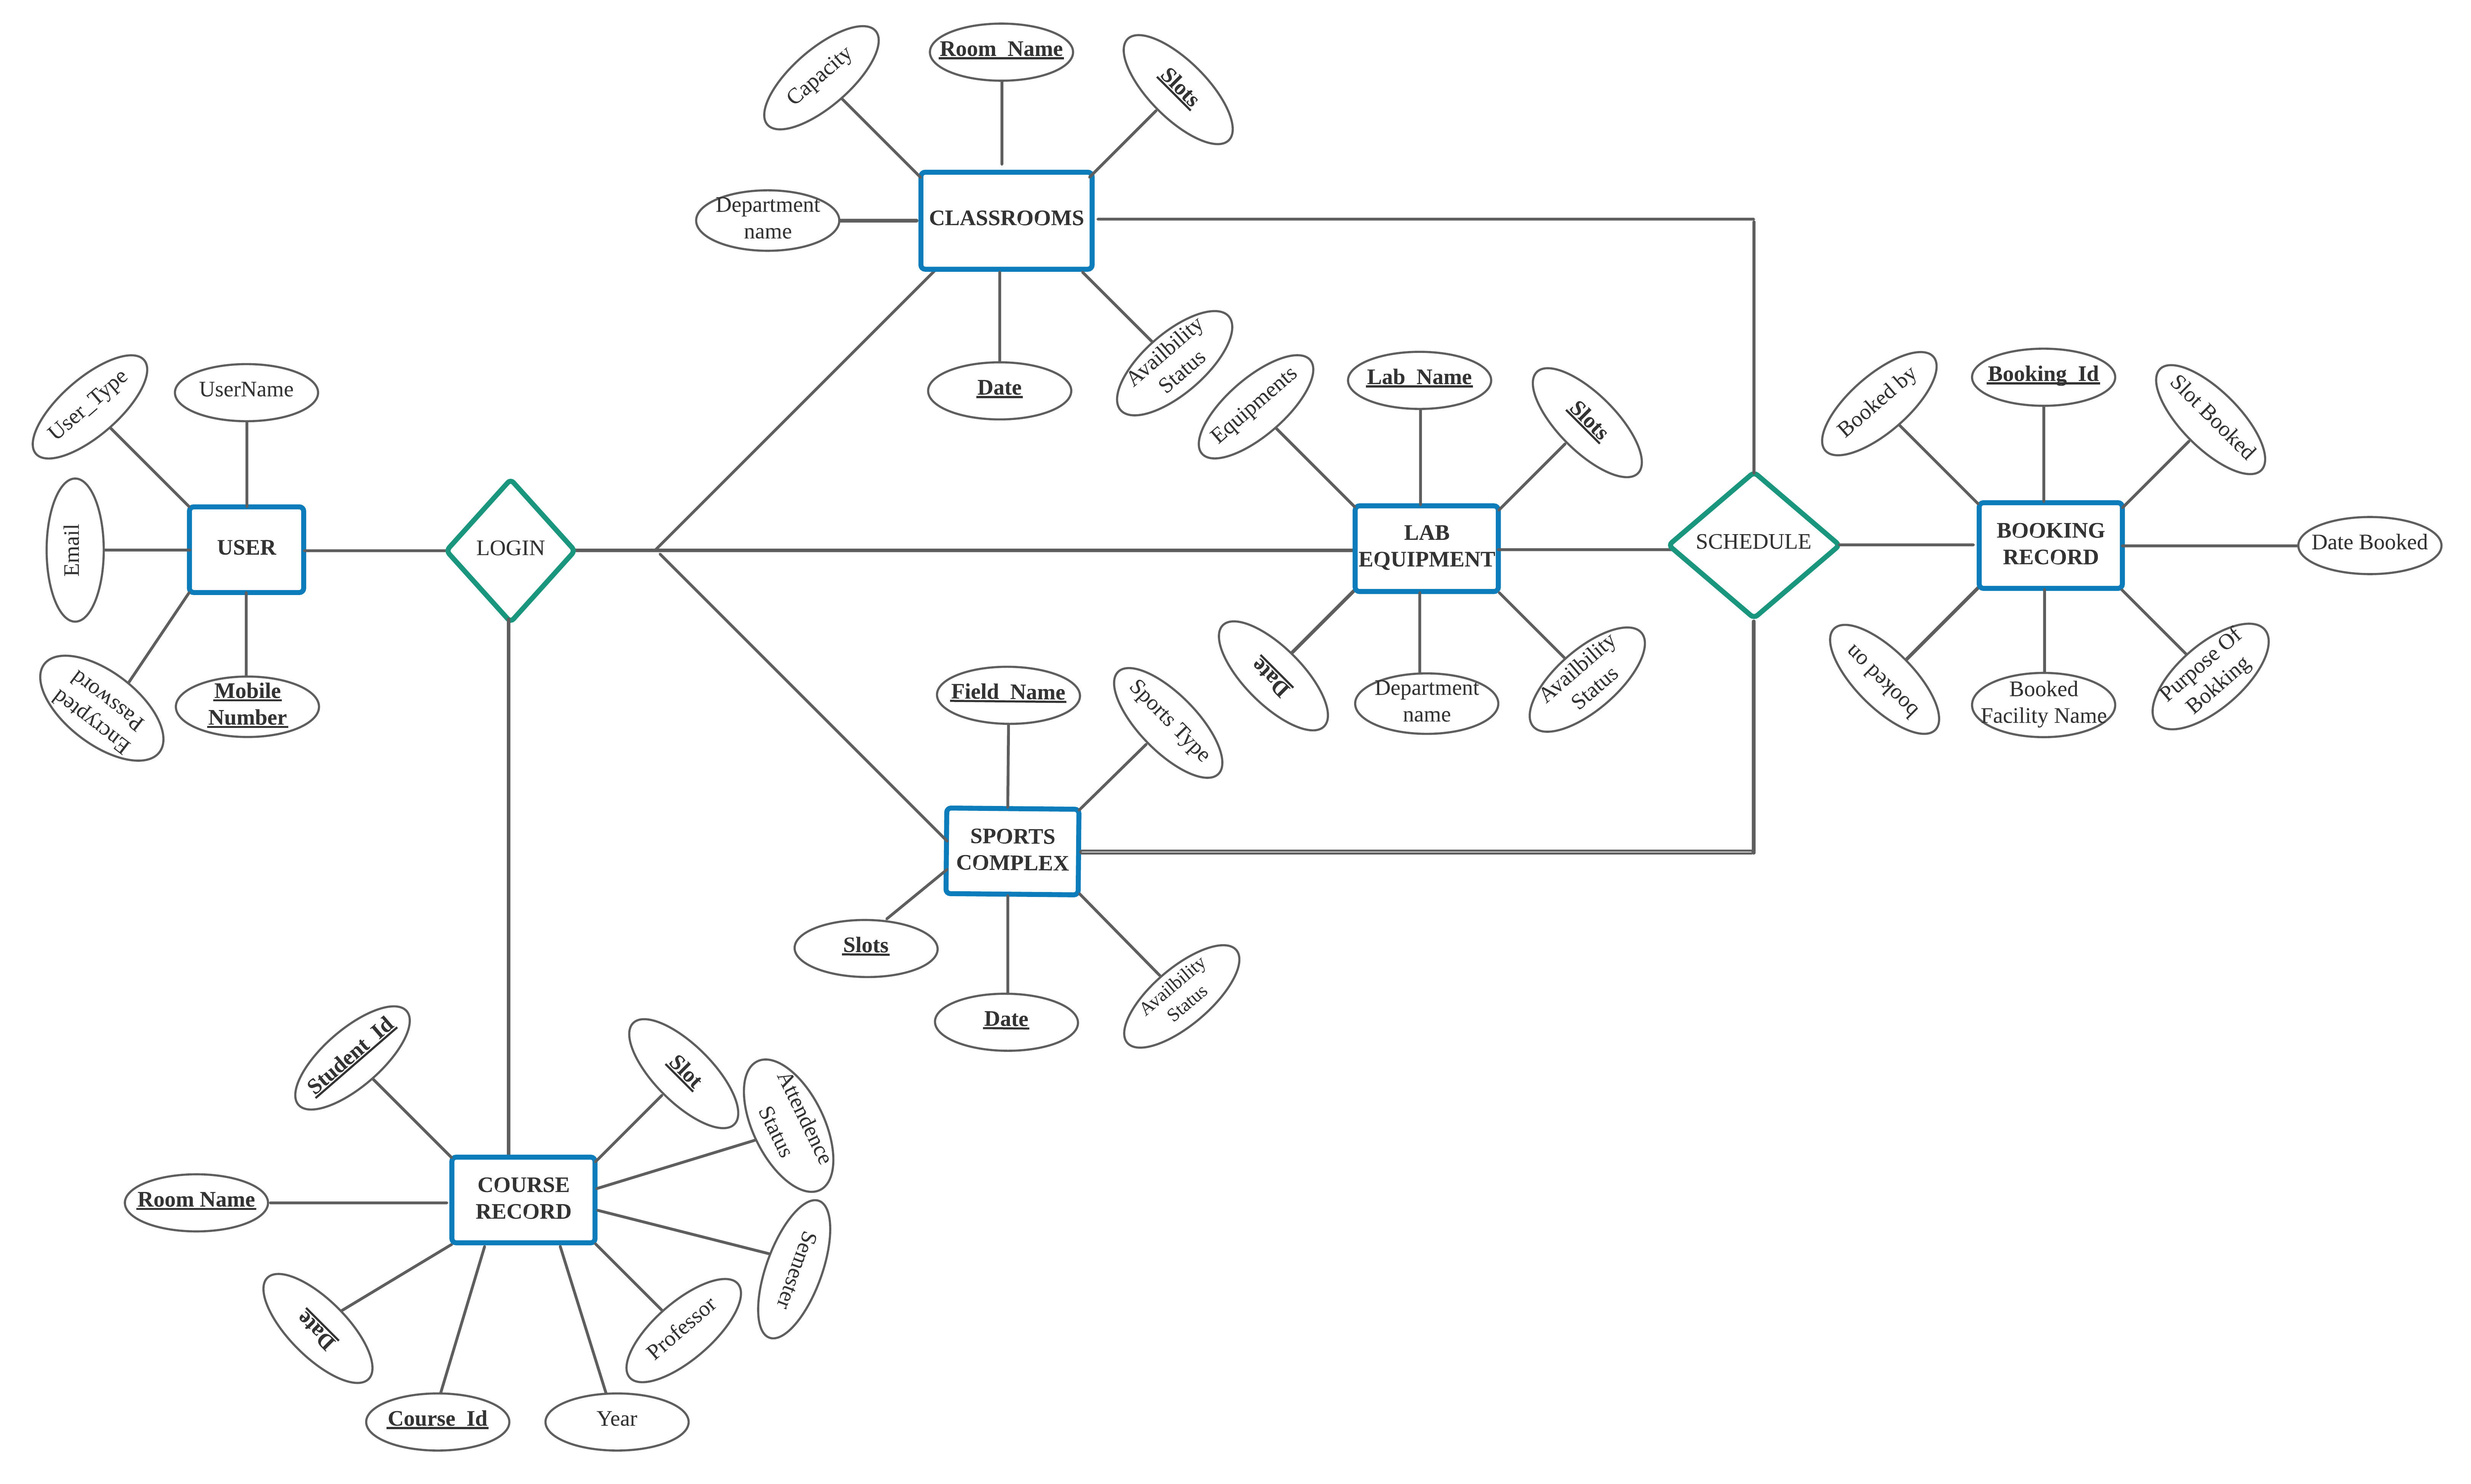 Capacity
Room_Name
Slots
Department
name
CLASSROOMS
Date
Availbility
Status
User_Type
UserName
Email
USER
Encrypted
Password
Mobile
Number
LOGIN
Equipments
Lab_Name
Slots
LAB
EQUIPMENT
Date
Department
name
Availbility
Status
SCHEDULE
Booked by
Booking_Id
Slot Booked
BOOKING
RECORD
Date Booked
booked on
Booked
Facility Name
Purpose Of
Bokking
Field_Name
Sports Type
SPORTS
COMPLEX
Slots
Date
Availbility
Status
Student_Id
Slot
Attendence
Status
COURSE
RECORD
Room Name
Semester
Date
Professor
Course_Id
Year